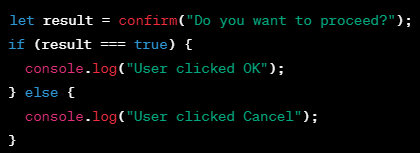 let result = confirm("Do you want to proceed?");
if (result === true) {
  console.log("User clicked OK");
} else {
  console.log("User clicked Cancel");
}